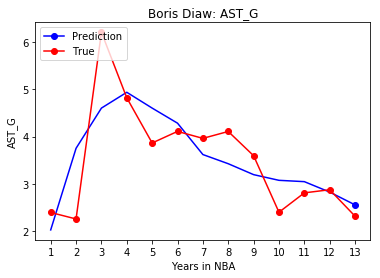 Boris Diaw: AST_G
Prediction
True
6
5
4
3
2
AST_G
1 2 3 4 5 6 7 8 9 10 11 12 13
Years in NBA